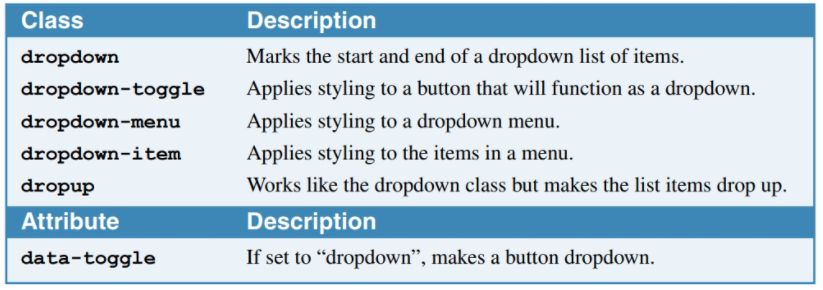 Class Description
dropdown Marks the start and end of a dropdown list of items.
dropdown-toggle Applies styling to a button that will function as a dropdown.
dropdown-menu Applies styling to a dropdown menu.
dropdown-item Applies styling to the items in a menu.
dropup Works like the dropdown class but makes the list items drop up.
Attribute Description
data-toggle If set to “dropdown”, makes a button dropdown.